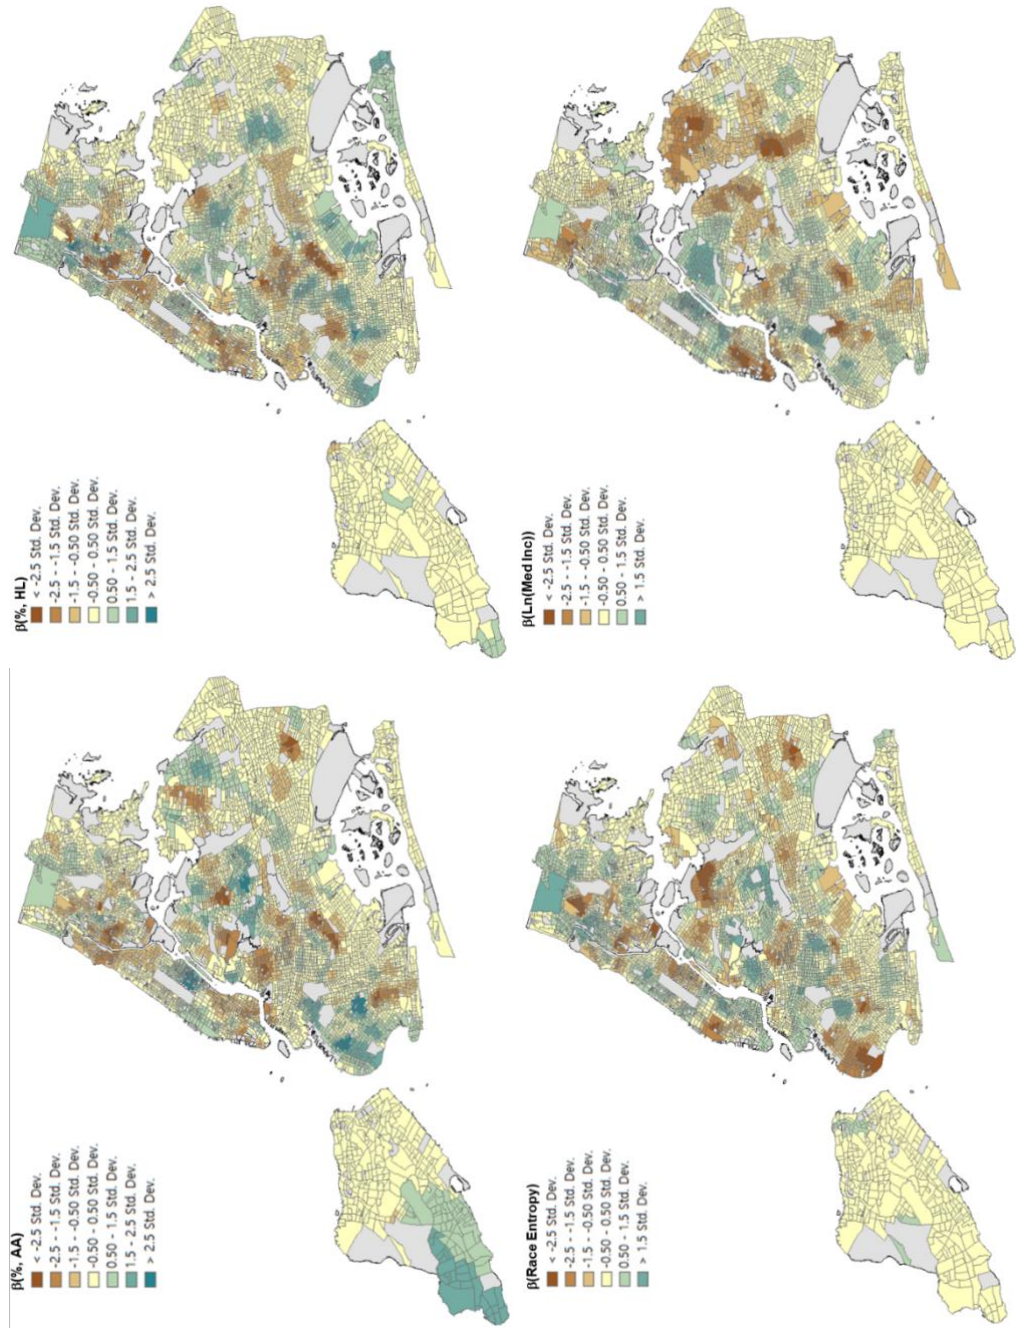 β(%, AA)
< -2.5 Std. Dev.
-2.5 - -1.5 Std. Dev.
-1.5 - -0.50 Std. Dev.
-0.50 - 0.50 Std. Dev.
0.50 - 1.5 Std. Dev.
1.5 - 2.5 Std. Dev.
> 2.5 Std. Dev.
β(%, HL)
< -2.5 Std. Dev.
-2.5 - -1.5 Std. Dev.
-1.5 - -0.50 Std. Dev.
-0.50 - 0.50 Std. Dev.
0.50 - 1.5 Std. Dev.
1.5 - 2.5 Std. Dev.
> 2.5 Std. Dev.
β(Race Entropy)
< -2.5 Std. Dev.
-2.5 - -1.5 Std. Dev.
-1.5 - -0.50 Std. Dev.
-0.50 - 0.50 Std. Dev.
0.50 - 1.5 Std. Dev.
> 1.5 Std. Dev.
β(Ln(Med Inc))
< -2.5 Std. Dev.
-2.5 - -1.5 Std. Dev.
-1.5 - -0.50 Std. Dev.
-0.50 - 0.50 Std. Dev.
0.50 - 1.5 Std. Dev.
> 1.5 Std. Dev.